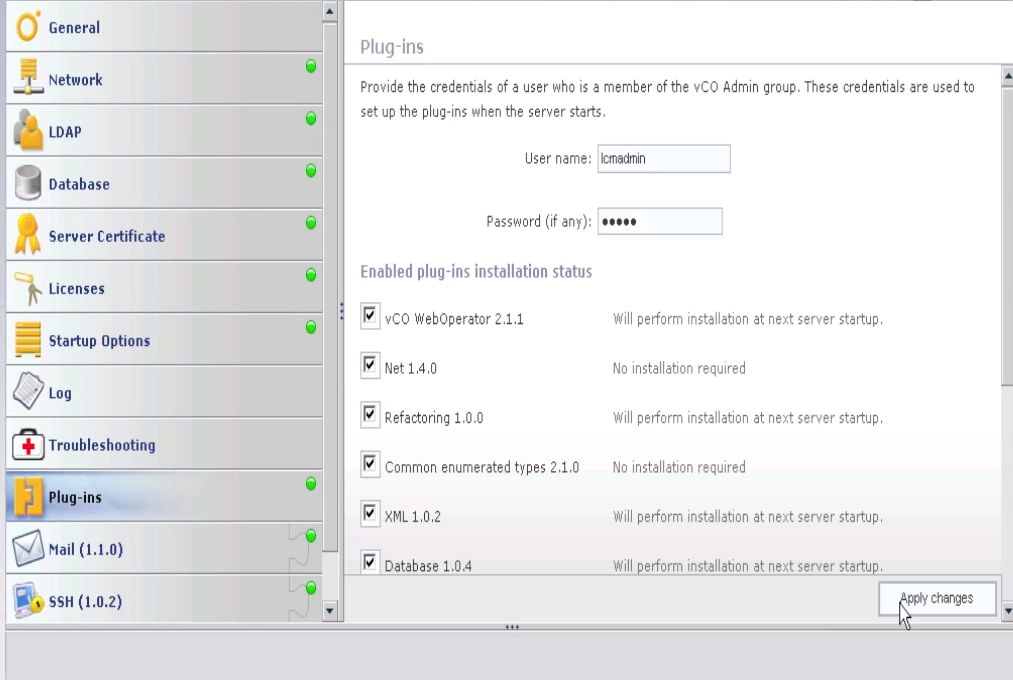 General
Network
LDAP
Database
Server Certificate
Licenses
Startup Options
Log
Troubleshooting
Plug-ins
Mail (1.1.0)
SSH (1.0.2)
Plug-ins
Provide the credentials of a user who is a member of the vCO Admin group. These credentials are used to
set up the plug-ins when the server starts.
User name: lcmadmin
Password (if any): •••••
Enabled plug-ins installation status
vCO WebOperator 2.1.1 Will perform installation at next server startup.
Net 1.4.0 No installation required
Refactoring 1.0.0 Will perform installation at next server startup.
Common enumerated types 2.1.0 No installation required
XML 1.0.2 Will perform installation at next server startup.
Database 1.0.4 Will perform installation at next server startup.
Apply changes